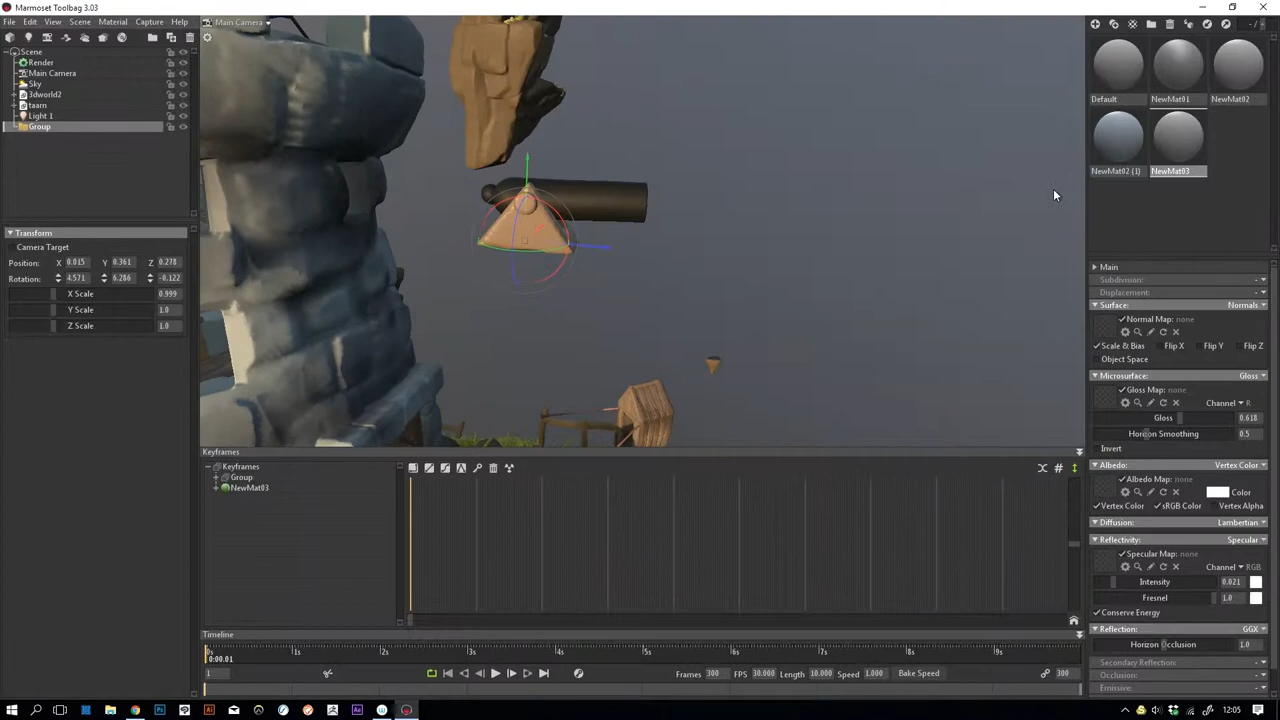 Marmoset Toolbag 3.03
File Edit View Scene Material Capture Help
Main Camera
Scene
Render
Main Camera
Sky
3dworld2
taarn
Light 1
Group
Transform
Camera Target
Position: X 0.015 Y 0.361 Z 0.278
Rotation: 4.571 6.286 -0.122
X Scale 0.999
Y Scale 1.0
Z Scale 1.0
Keyframes
Keyframes
Group
NewMat03
Timeline
0s 1s 2s 3s 4s 5s 6s 7s 8s 9s
0:00.01
1 Frames 300 FPS 30.000 Length 10.000 Speed 1.000 Bake Speed 300
Default NewMat01 NewMat02
NewMat02 (1) NewMat03
Main
Subdivision: -
Displacement: -
Surface: Normals
Normal Map: none
Scale & Bias Flip X Flip Y Flip Z
Object Space
Microsurface: Gloss
Gloss Map: none
Channel R
Gloss 0.618
Horizon Smoothing 0.5
Invert
Albedo: Vertex Color
Albedo Map: none
Color
Vertex Color sRGB Color Vertex Alpha
Diffusion: Lambertian
Reflectivity: Specular
Specular Map: none
Channel RGB
Intensity 0.021
Fresnel 1.0
Conserve Energy
Reflection: GGX
Horizon Occlusion 1.0
Secondary Reflection: -
Occlusion: -
Emissive: -
12:05